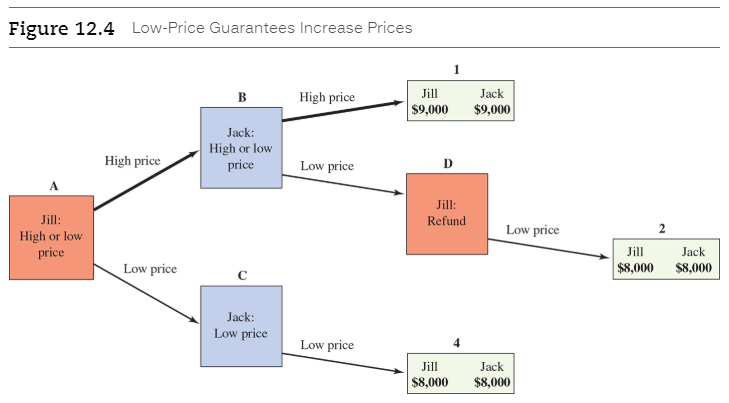 Figure 12.4 Low-Price Guarantees Increase Prices
1
Jill Jack
$9,000 $9,000
B
High price
Jack:
High or low
price
High price
Low price
D
A
Jill:
High or low
price
Jill:
Refund
Low price
2
Jill Jack
$8,000 $8,000
Low price
C
Jack:
Low price
Low price
4
Jill Jack
$8,000 $8,000